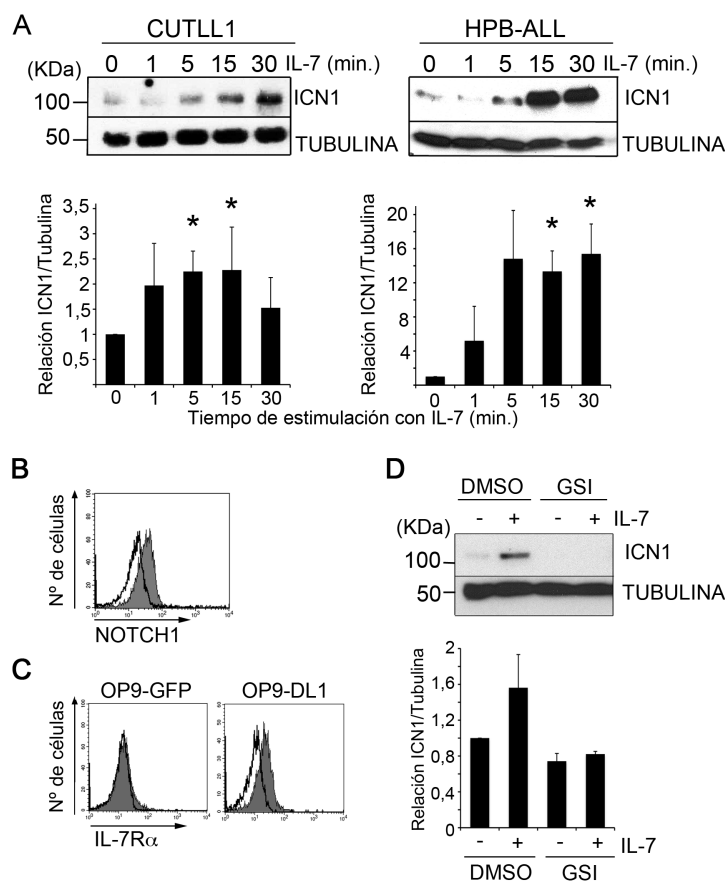 A
CUTLL1
HPB-ALL
0 1 5 15 30 IL-7 (min.)
0 1 5 15 30 IL-7 (min.)
(KDa)
100
ICN1
ICN1
50
TUBULINA
TUBULINA
Relación ICN1/Tubulina
3,5
3
2,5
2
1,5
1
0,5
* *
0 1 5 15 30
Relación ICN1/Tubulina
20
16
12
8
4
* *
0 1 5 15 30
Tiempo de estimulación con IL-7 (min.)
B
Nº de células
NOTCH1
C
OP9-GFP
OP9-DL1
Nº de células
IL-7Rα
D
DMSO GSI
- + - + IL-7
(KDa)
100
ICN1
50
TUBULINA
Relación ICN1/Tubulina
2
1,6
1,2
0,8
0,4
0
- + - + IL-7
DMSO GSI